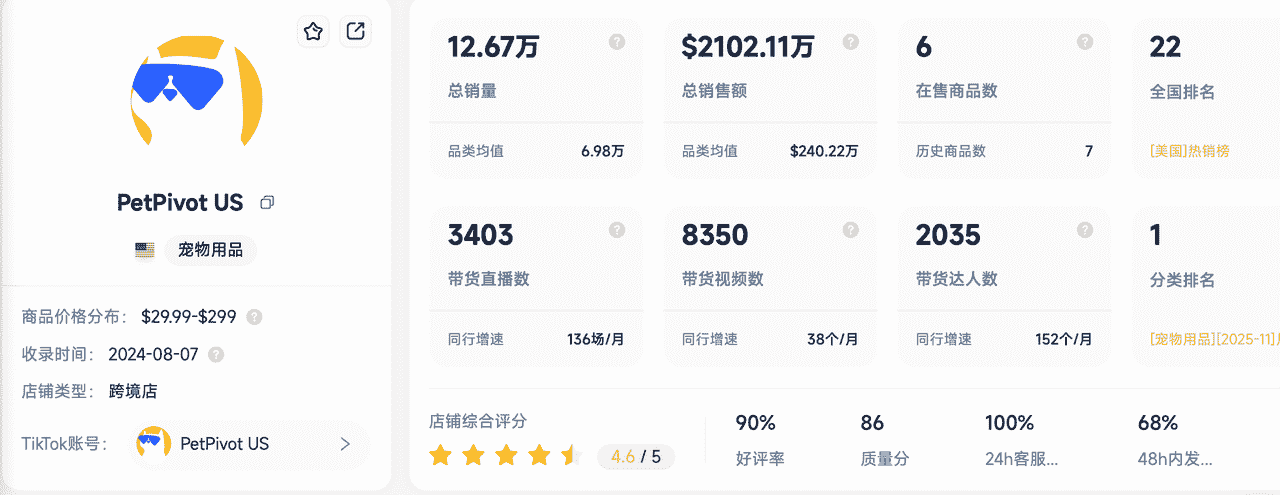 PetPivot US
宠物用品
商品价格分布： $29.99-$299
收录时间： 2024-08-07
店铺类型： 跨境店
TikTok账号： PetPivot US
12.67万
总销量
品类均值 6.98万
$2102.11万
总销售额
品类均值 $240.22万
6
在售商品数
历史商品数 7
22
全国排名
[美国]热销榜
3403
带货直播数
同行增速 136场/月
8350
带货视频数
同行增速 38个/月
2035
带货达人数
同行增速 152个/月
1
分类排名
[宠物用品][2025-11]
店铺综合评分
4.6 / 5
90%
好评率
86
质量分
100%
24h客服...
68%
48h内发...